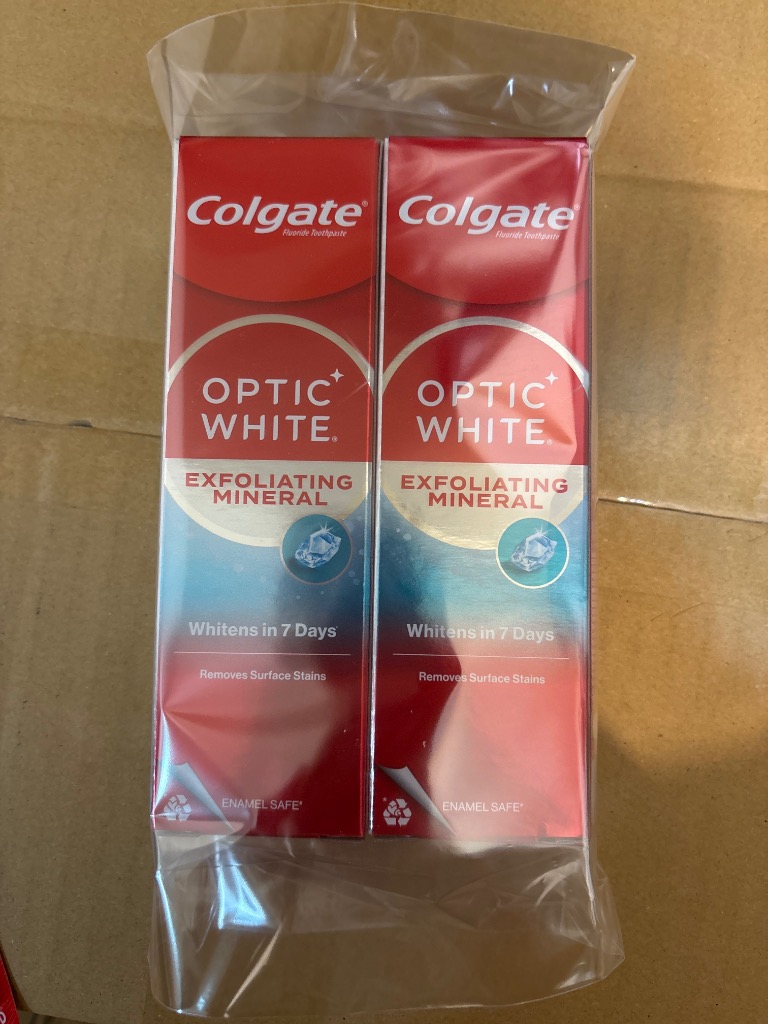 Colgate®
Fluoride Toothpaste
OPTIC
WHITE®
EXFOLIATING
MINERAL
Whitens in 7 Days*
Removes Surface Stains
ENAMEL SAFE*
Colgate®
Fluoride Toothpaste
OPTIC
WHITE®
EXFOLIATING
MINERAL
Whitens in 7 Days
Removes Surface Stains
ENAMEL SAFE*